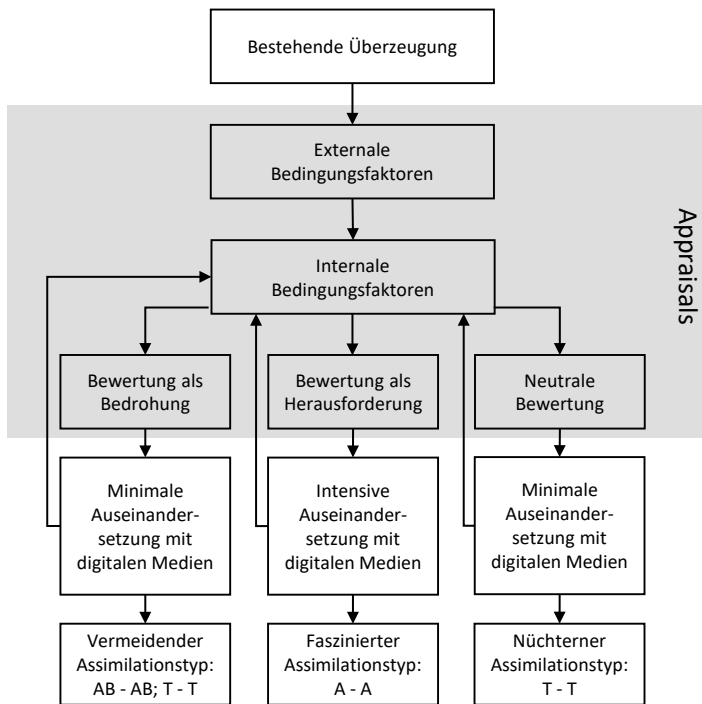 Bestehende Überzeugung
Externale
Bedingungsfaktoren
Appraisals
Internale
Bedingungsfaktoren
Bewertung als
Bedrohung
Bewertung als
Herausforderung
Neutrale
Bewertung
Minimale
Auseinander-
setzung mit
digitalen Medien
Intensive
Auseinander-
setzung mit
digitalen Medien
Minimale
Auseinander-
setzung mit
digitalen Medien
Vermeidender
Assimilationstyp:
AB - AB; T - T
Faszinierter
Assimilationstyp:
A - A
Nüchterner
Assimilationstyp:
T - T